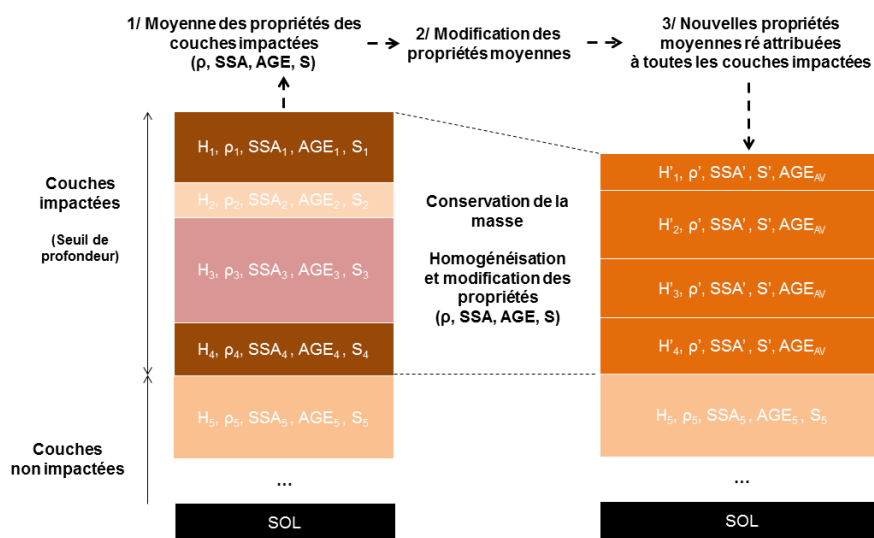 1/ Moyenne des propriétés des
couches impactées
(ρ, SSA, AGE, S)
2/ Modification des
propriétés moyennes
3/ Nouvelles propriétés
moyennes ré attribuées
à toutes les couches impactées
Couches
impactées
(Seuil de
profondeur)
H₁, ρ₁, SSA₁, AGE₁, S₁
H₂, ρ₂, SSA₂, AGE₂, S₂
H₃, ρ₃, SSA₃, AGE₃, S₃
H₄, ρ₄, SSA₄, AGE₄, S₄
Conservation de la
masse
Homogénéisation
et modification des
propriétés
(ρ, SSA, AGE, S)
H'₁, ρ', SSA', S', AGE_AV
H'₂, ρ', SSA', S', AGE_AV
H'₃, ρ', SSA', S', AGE_AV
H'₄, ρ', SSA', S', AGE_AV
Couches
non impactées
H₅, ρ₅, SSA₅, AGE₅, S₅
...
SOL
H₅, ρ₅, SSA₅, AGE₅, S₅
...
SOL